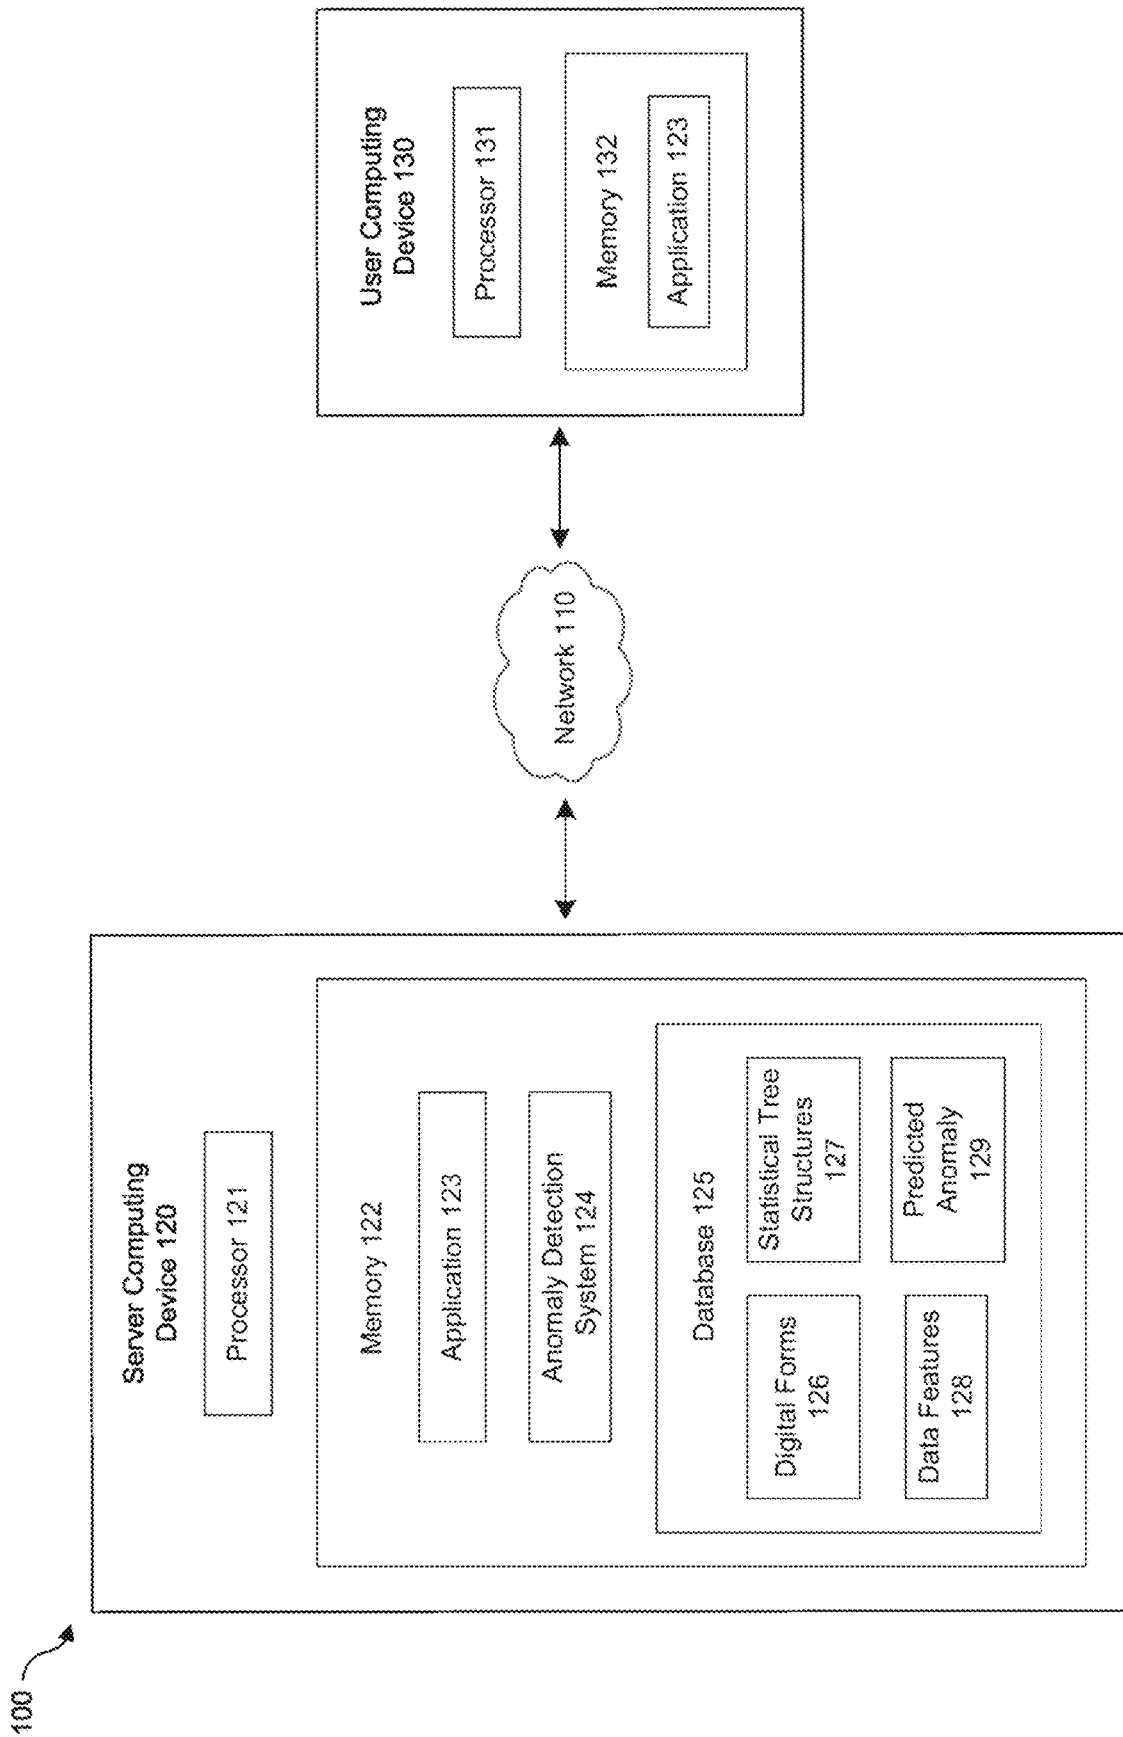 100
Server Computing
Device 120
Processor 121
Memory 122
Application 123
Anomaly Detection
System 124
Database 125
Digital Forms
126
Statistical Tree
Structures
127
Data Features
128
Predicted
Anomaly
129
Network 110
User Computing
Device 130
Processor 131
Memory 132
Application 123